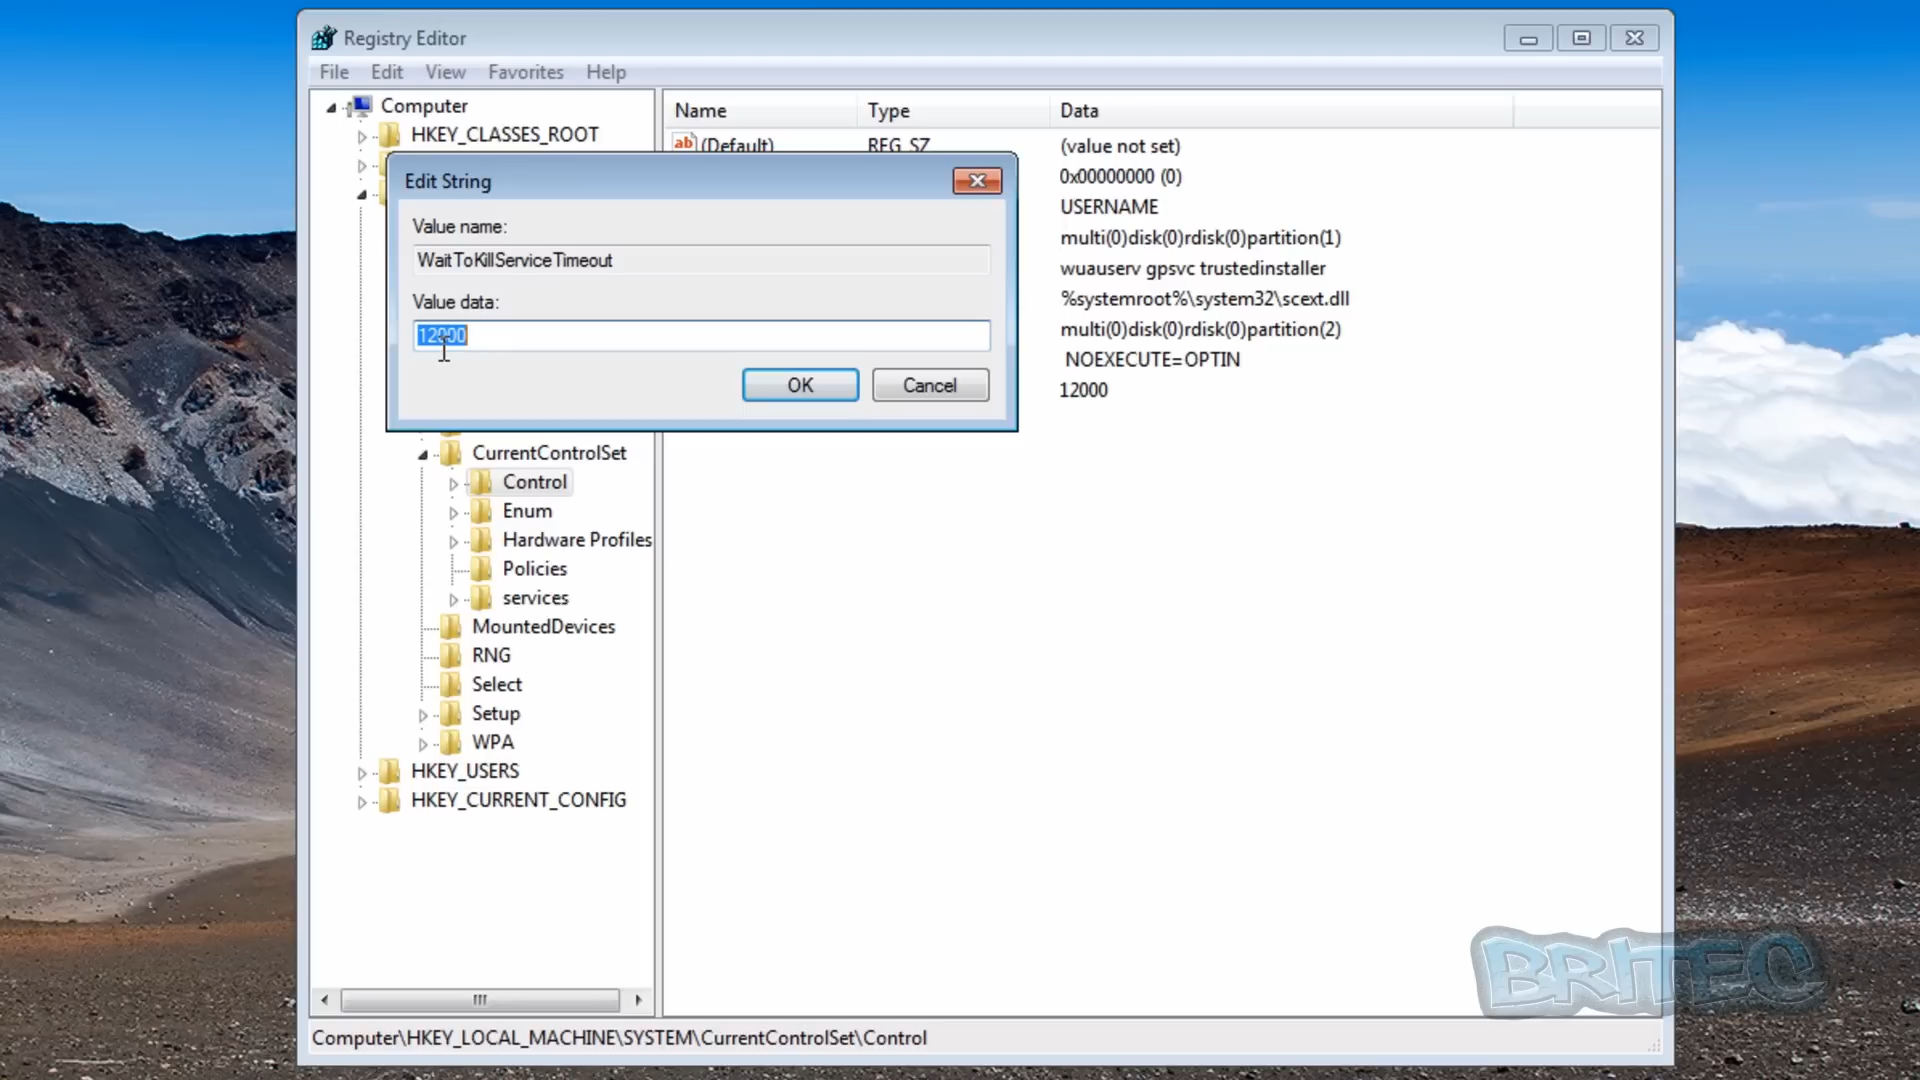 Registry Editor
File Edit View Favorites Help
Computer
HKEY_CLASSES_ROOT
Name Type Data
(Default) REG_SZ (value not set)
0x00000000 (0)
USERNAME
multi(0)disk(0)rdisk(0)partition(1)
wuauserv gpsvc trustedinstaller
%systemroot%\system32\scext.dll
multi(0)disk(0)rdisk(0)partition(2)
NOEXECUTE=OPTIN
12000
Edit String
Value name:
WaitToKillServiceTimeout
Value data:
12000
OK Cancel
CurrentControlSet
Control
Enum
Hardware Profiles
Policies
services
MountedDevices
RNG
Select
Setup
WPA
HKEY_USERS
HKEY_CURRENT_CONFIG
Computer\HKEY_LOCAL_MACHINE\SYSTEM\CurrentControlSet\Control
BRITEC